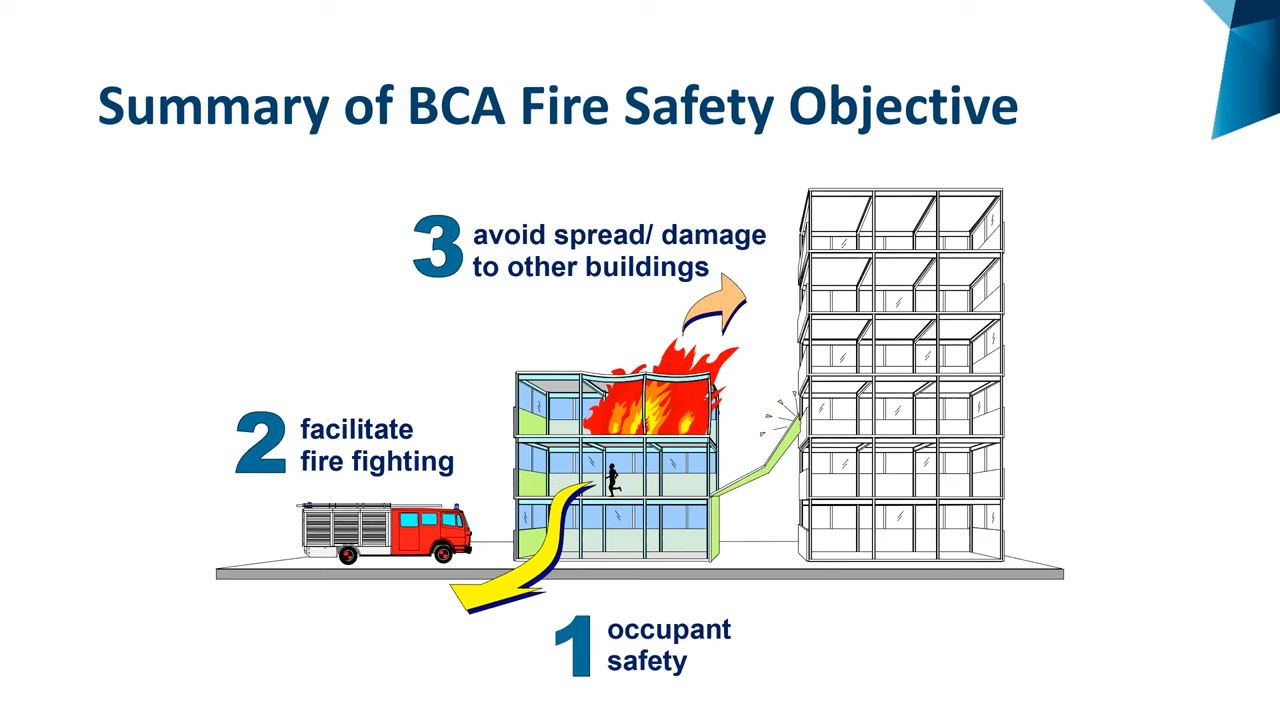 Summary of BCA Fire Safety Objective
3 avoid spread/ damage
to other buildings
2 facilitate
fire fighting
1 occupant
safety